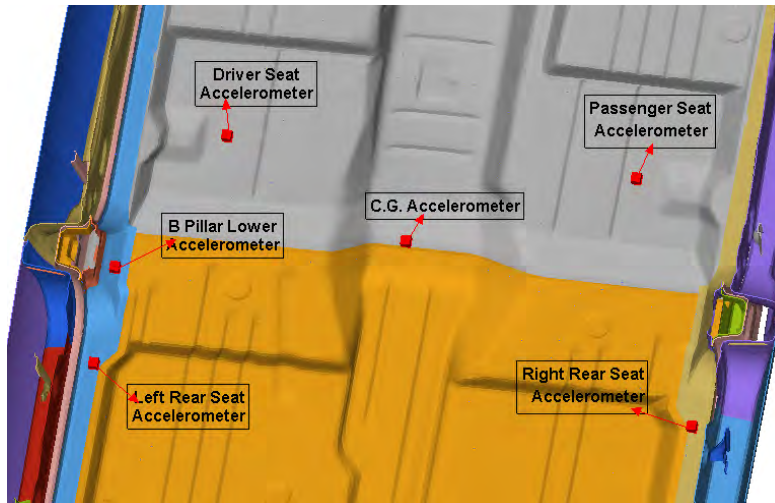 Driver Seat
Accelerometer
Passenger Seat
Accelerometer
C.G. Accelerometer
B Pillar Lower
Accelerometer
Right Rear Seat
Accelerometer
Left Rear Seat
Accelerometer